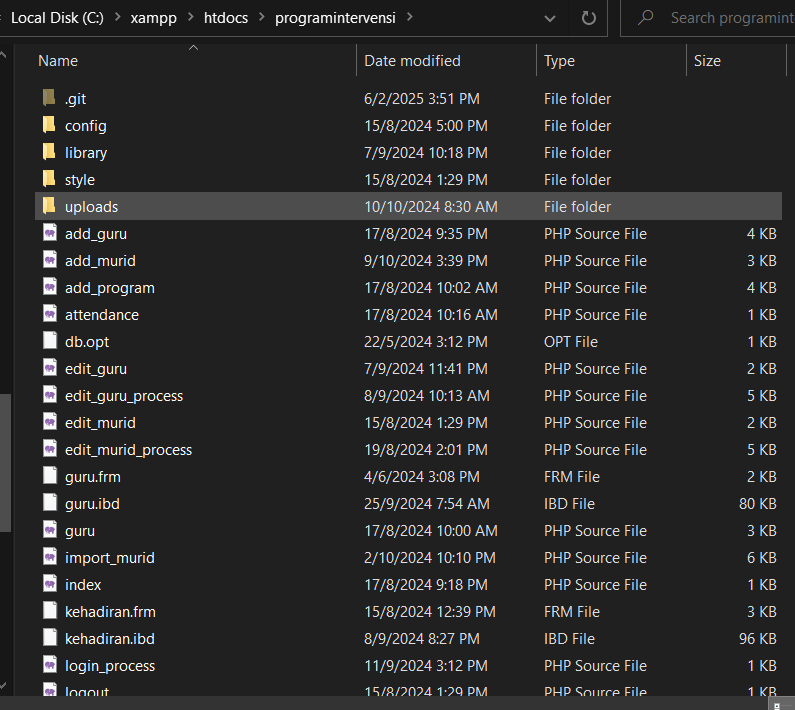 Local Disk (C:) > xampp > htdocs > programintervensi >
Search programint
Name Date modified Type Size
.git 6/2/2025 3:51 PM File folder
config 15/8/2024 5:00 PM File folder
library 7/9/2024 10:18 PM File folder
style 15/8/2024 1:29 PM File folder
uploads 10/10/2024 8:30 AM File folder
add_guru 17/8/2024 9:35 PM PHP Source File 4 KB
add_murid 9/10/2024 3:39 PM PHP Source File 3 KB
add_program 17/8/2024 10:02 AM PHP Source File 4 KB
attendance 17/8/2024 10:16 AM PHP Source File 1 KB
db.opt 22/5/2024 3:12 PM OPT File 1 KB
edit_guru 7/9/2024 11:41 PM PHP Source File 2 KB
edit_guru_process 8/9/2024 10:13 AM PHP Source File 5 KB
edit_murid 15/8/2024 1:29 PM PHP Source File 2 KB
edit_murid_process 19/8/2024 2:01 PM PHP Source File 5 KB
guru.frm 4/6/2024 3:08 PM FRM File 2 KB
guru.ibd 25/9/2024 7:54 AM IBD File 80 KB
guru 17/8/2024 10:00 AM PHP Source File 3 KB
import_murid 2/10/2024 10:10 PM PHP Source File 6 KB
index 17/8/2024 9:18 PM PHP Source File 1 KB
kehadiran.frm 15/8/2024 12:39 PM FRM File 3 KB
kehadiran.ibd 8/9/2024 8:27 PM IBD File 96 KB
login_process 11/9/2024 3:12 PM PHP Source File 1 KB
logout 15/8/2024 1:29 PM PHP Source File 1 KB